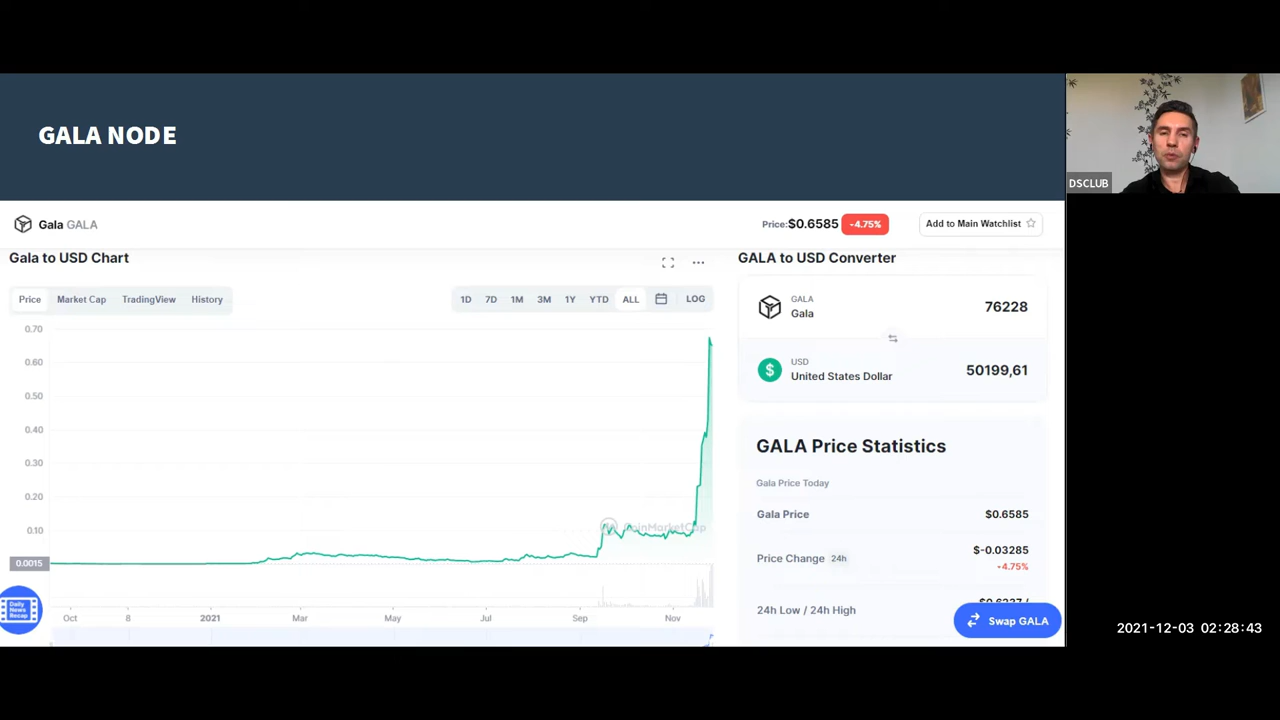 GALA NODE
DSCLUB
Gala GALA
Price:$0.6585 -4.75%
Add to Main Watchlist
Gala to USD Chart
GALA to USD Converter
Price Market Cap TradingView History
1D 7D 1M 3M 1Y YTD ALL LOG
GALA
Gala
76228
USD
United States Dollar
50199,61
0.70
0.60
0.50
0.40
0.30
0.20
0.10
0.0015
CoinMarketCap
Oct 8 2021 Mar May Jul Sep Nov
Daily
News
Recap
GALA Price Statistics
Gala Price Today
Gala Price $0.6585
Price Change 24h $-0.03285
-4.75%
24h Low / 24h High
Swap GALA
2021-12-03 02:28:43